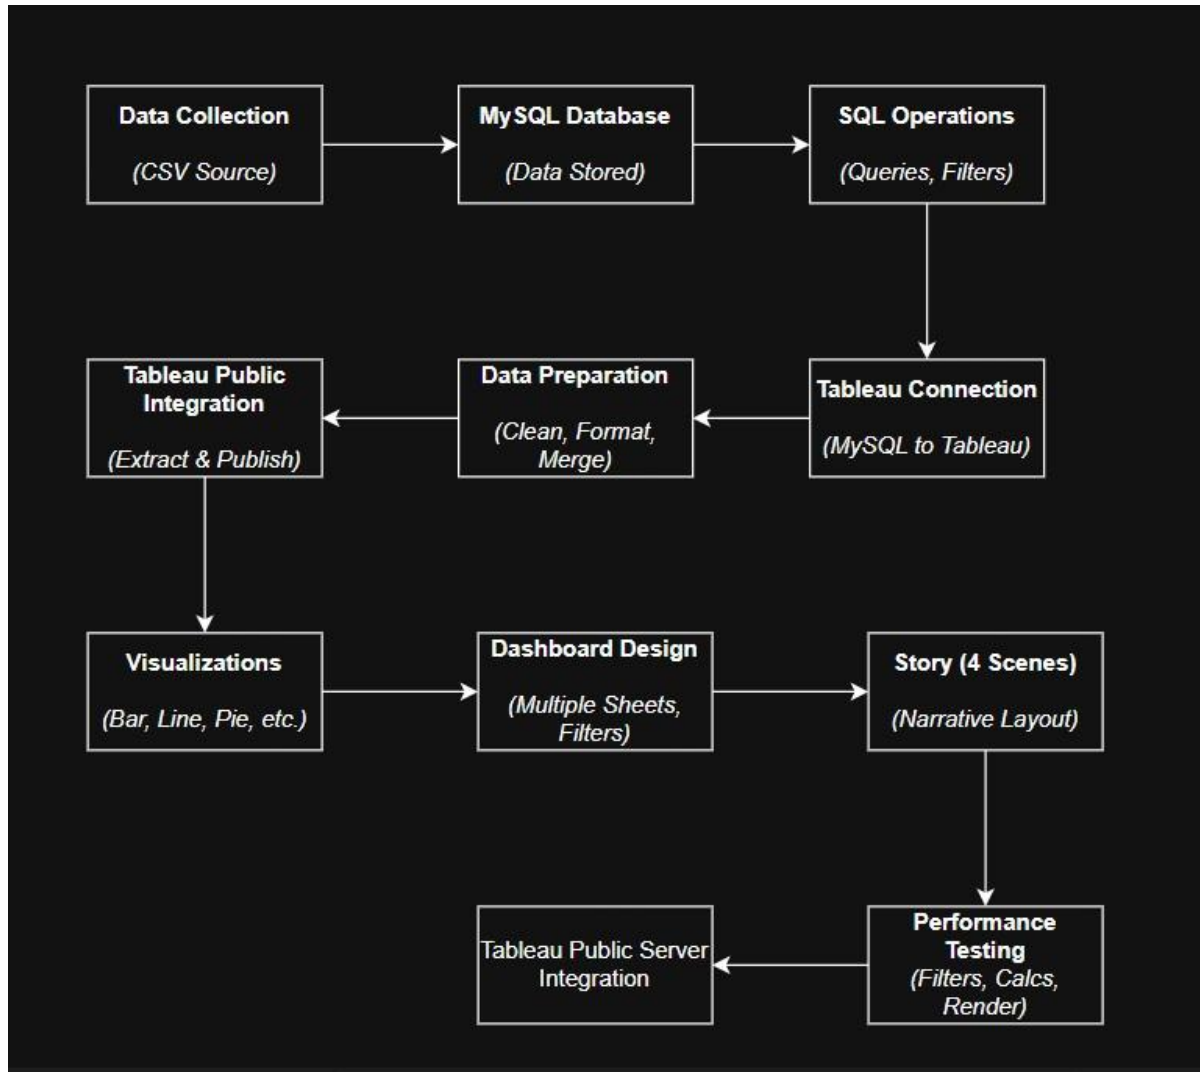 Data Collection
(CSV Source)
MySQL Database
(Data Stored)
SQL Operations
(Queries, Filters)
Tableau Public
Integration
(Extract & Publish)
Data Preparation
(Clean, Format,
Merge)
Tableau Connection
(MySQL to Tableau)
Visualizations
(Bar, Line, Pie, etc.)
Dashboard Design
(Multiple Sheets,
Filters)
Story (4 Scenes)
(Narrative Layout)
Tableau Public Server
Integration
Performance
Testing
(Filters, Calcs,
Render)